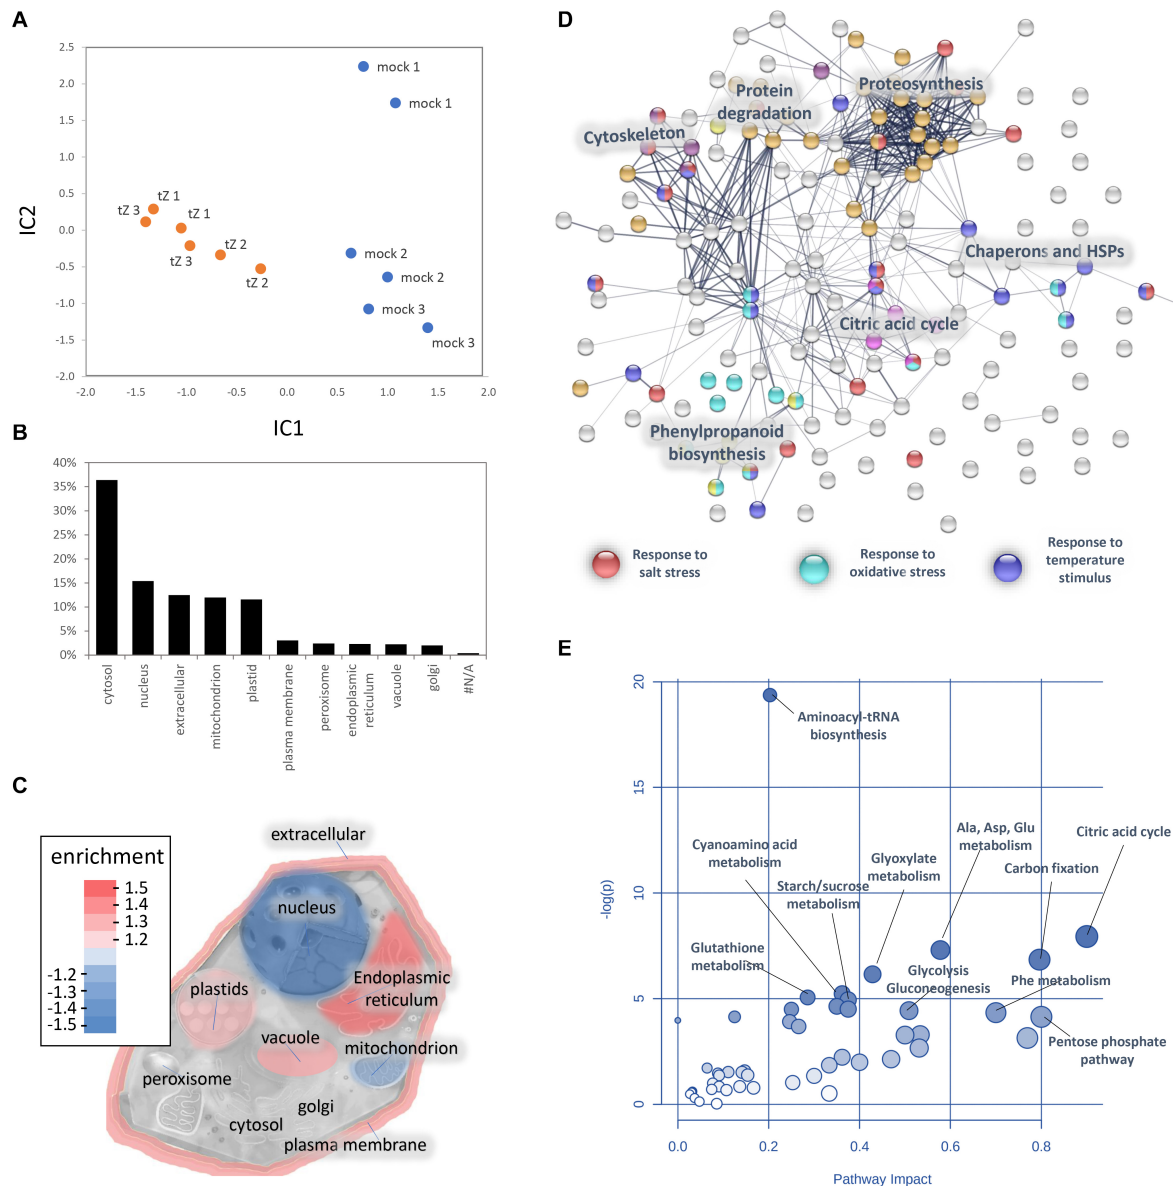 A
2.5
2.0
1.5
1.0
0.5
0.0
-0.5
-1.0
-1.5
-2.0
IC2
mock 1
mock 1
tZ 1
tZ 3
tZ 1
tZ 3
tZ 2
tZ 2
mock 2
mock 2
mock 3
mock 3
-2.0 -1.5 -1.0 -0.5 0.0 0.5 1.0 1.5 2.0
IC1
B
40%
35%
30%
25%
20%
15%
10%
5%
0%
cytosol
nucleus
extracellular
mitochondrion
plastid
plasma membrane
peroxisome
endoplasmic
reticulum
vacuole
golgi
#N/A
C
enrichment
1.5
1.4
1.3
1.2
-1.2
-1.3
-1.4
-1.5
extracellular
nucleus
plastids
Endoplasmic
reticulum
vacuole
mitochondrion
peroxisome
golgi
cytosol
plasma membrane
D
Proteosynthesis
Protein
degradation
Cytoskeleton
Chaperons and HSPs
Citric acid cycle
Phenylpropanoid
biosynthesis
Response to
salt stress
Response to
oxidative stress
Response to
temperature
stimulus
E
20
15
10
5
0
-log(p)
Aminoacyl-tRNA
biosynthesis
Cyanoamino acid
metabolism
Starch/sucrose
metabolism
Glyoxylate
metabolism
Ala, Asp, Glu
metabolism
Citric acid cycle
Carbon fixation
Glutathione
metabolism
Glycolysis
Gluconeogenesis
Phe metabolism
Pentose phosphate
pathway
0.0 0.2 0.4 0.6 0.8
Pathway Impact